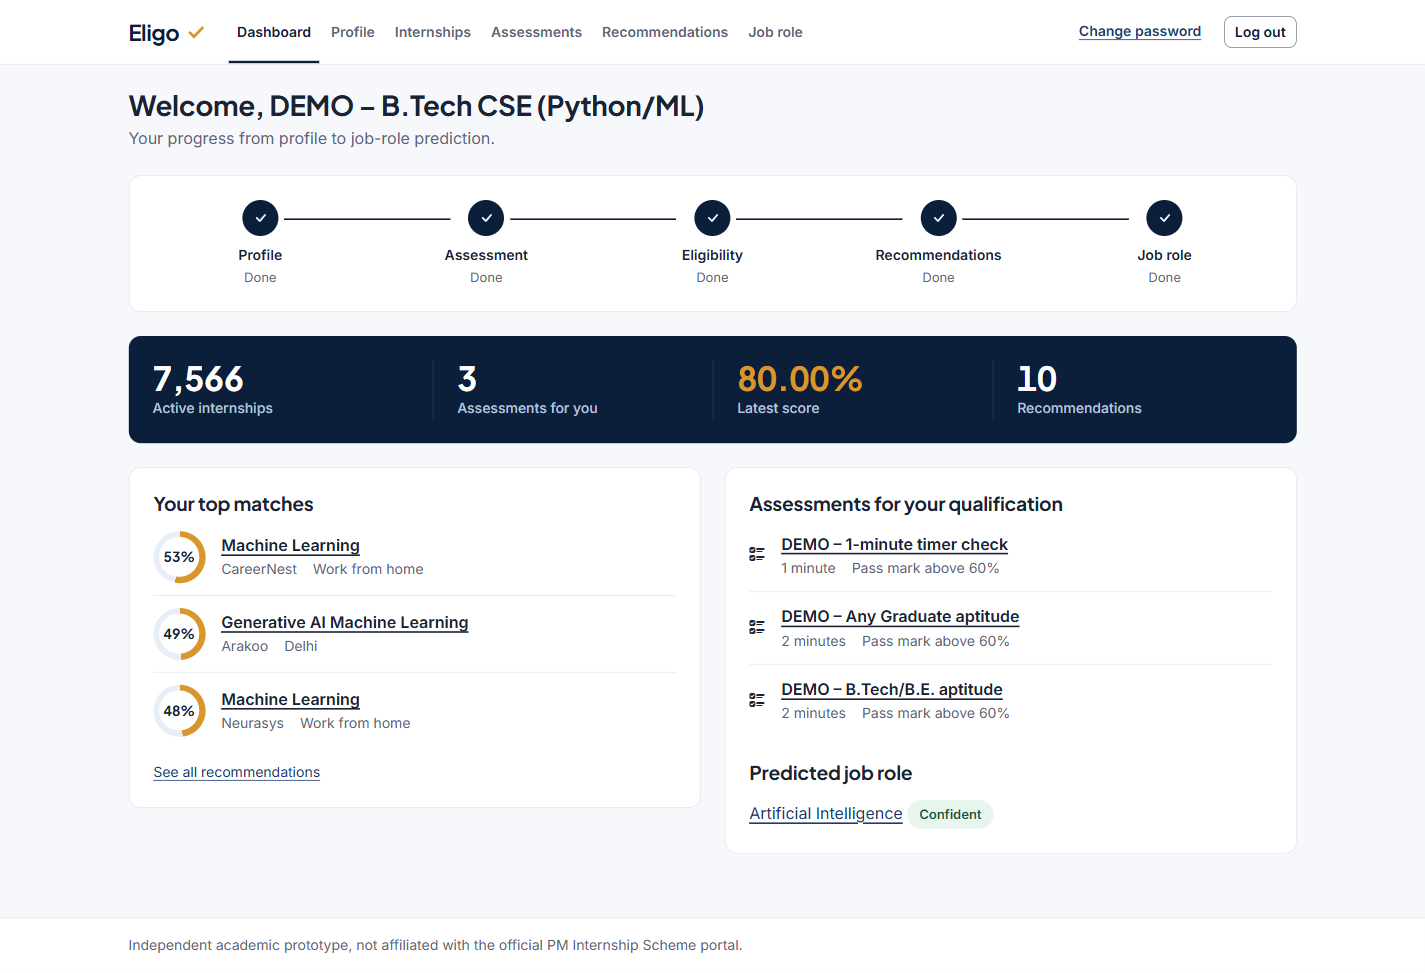 Eligo Dashboard Profile Internships Assessments Recommendations Job role Change password Log out
Welcome, DEMO – B.Tech CSE (Python/ML)
Your progress from profile to job-role prediction.
Profile Assessment Eligibility Recommendations Job role
Done Done Done Done Done
7,566 3 80.00% 10
Active internships Assessments for you Latest score Recommendations
Your top matches
53%
Machine Learning
CareerNest Work from home
49%
Generative AI Machine Learning
Arakoo Delhi
48%
Machine Learning
Neurasys Work from home
See all recommendations
Assessments for your qualification
DEMO – 1-minute timer check
1 minute Pass mark above 60%
DEMO – Any Graduate aptitude
2 minutes Pass mark above 60%
DEMO – B.Tech/B.E. aptitude
2 minutes Pass mark above 60%
Predicted job role
Artificial Intelligence Confident
Independent academic prototype, not affiliated with the official PM Internship Scheme portal.